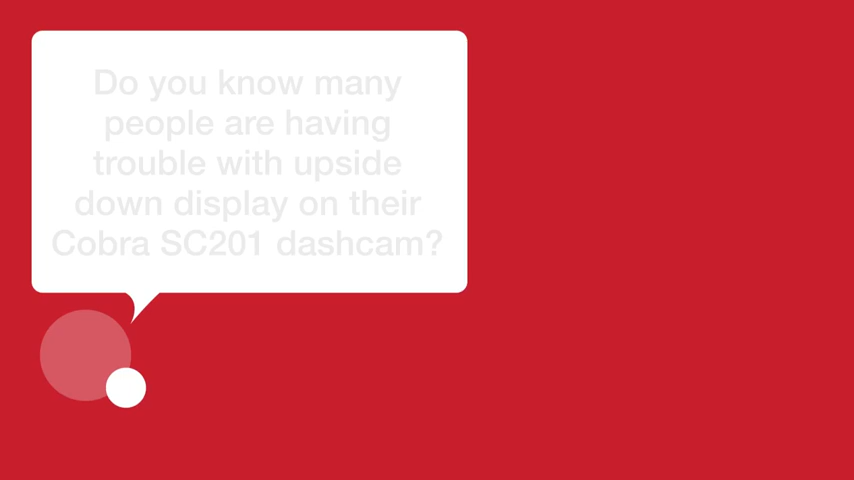 Do you know many
people are having
trouble with upside
down display on their
Cobra SC201 dashcam?